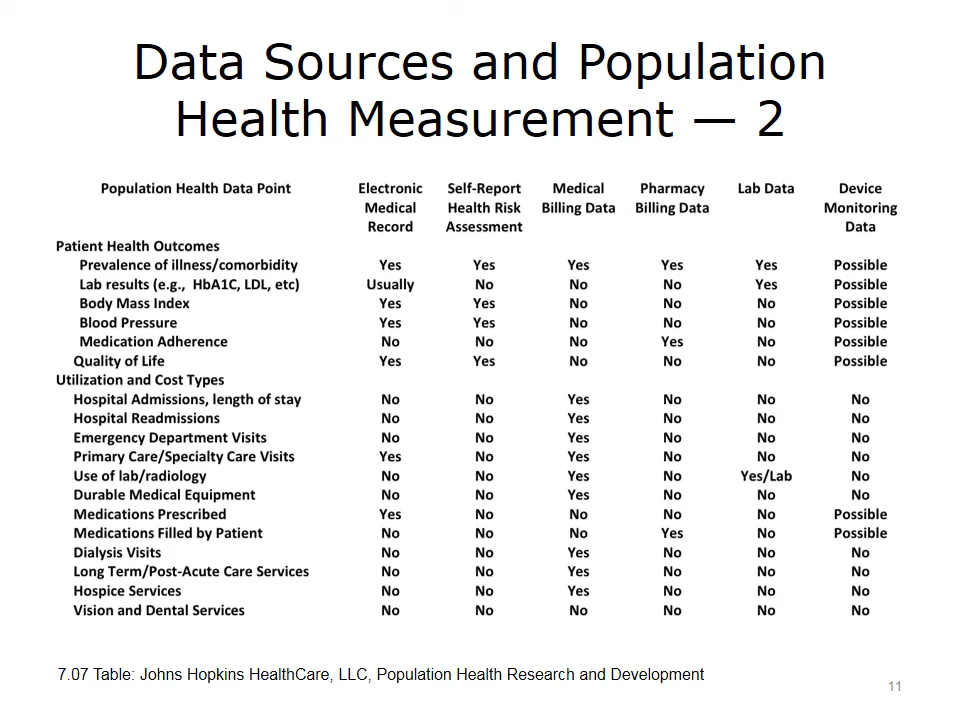 Data Sources and Population
Health Measurement — 2
Population Health Data Point Electronic Medical Record Self-Report Health Risk Assessment Medical Billing Data Pharmacy Billing Data Lab Data Device Monitoring Data
Patient Health Outcomes
Prevalence of illness/comorbidity Yes Yes Yes Yes Yes Possible
Lab results (e.g., HbA1C, LDL, etc) Usually No No No Yes Possible
Body Mass Index Yes Yes No No No Possible
Blood Pressure Yes Yes No No No Possible
Medication Adherence No No No Yes No Possible
Quality of Life Yes Yes No No No Possible
Utilization and Cost Types
Hospital Admissions, length of stay No No Yes No No No
Hospital Readmissions No No Yes No No No
Emergency Department Visits No No Yes No No No
Primary Care/Specialty Care Visits Yes No Yes No No No
Use of lab/radiology No No Yes No Yes/Lab No
Durable Medical Equipment No No Yes No No No
Medications Prescribed Yes No No No No Possible
Medications Filled by Patient No No No Yes No Possible
Dialysis Visits No No Yes No No No
Long Term/Post-Acute Care Services No No Yes No No No
Hospice Services No No Yes No No No
Vision and Dental Services No No No No No No
7.07 Table: Johns Hopkins HealthCare, LLC, Population Health Research and Development
11